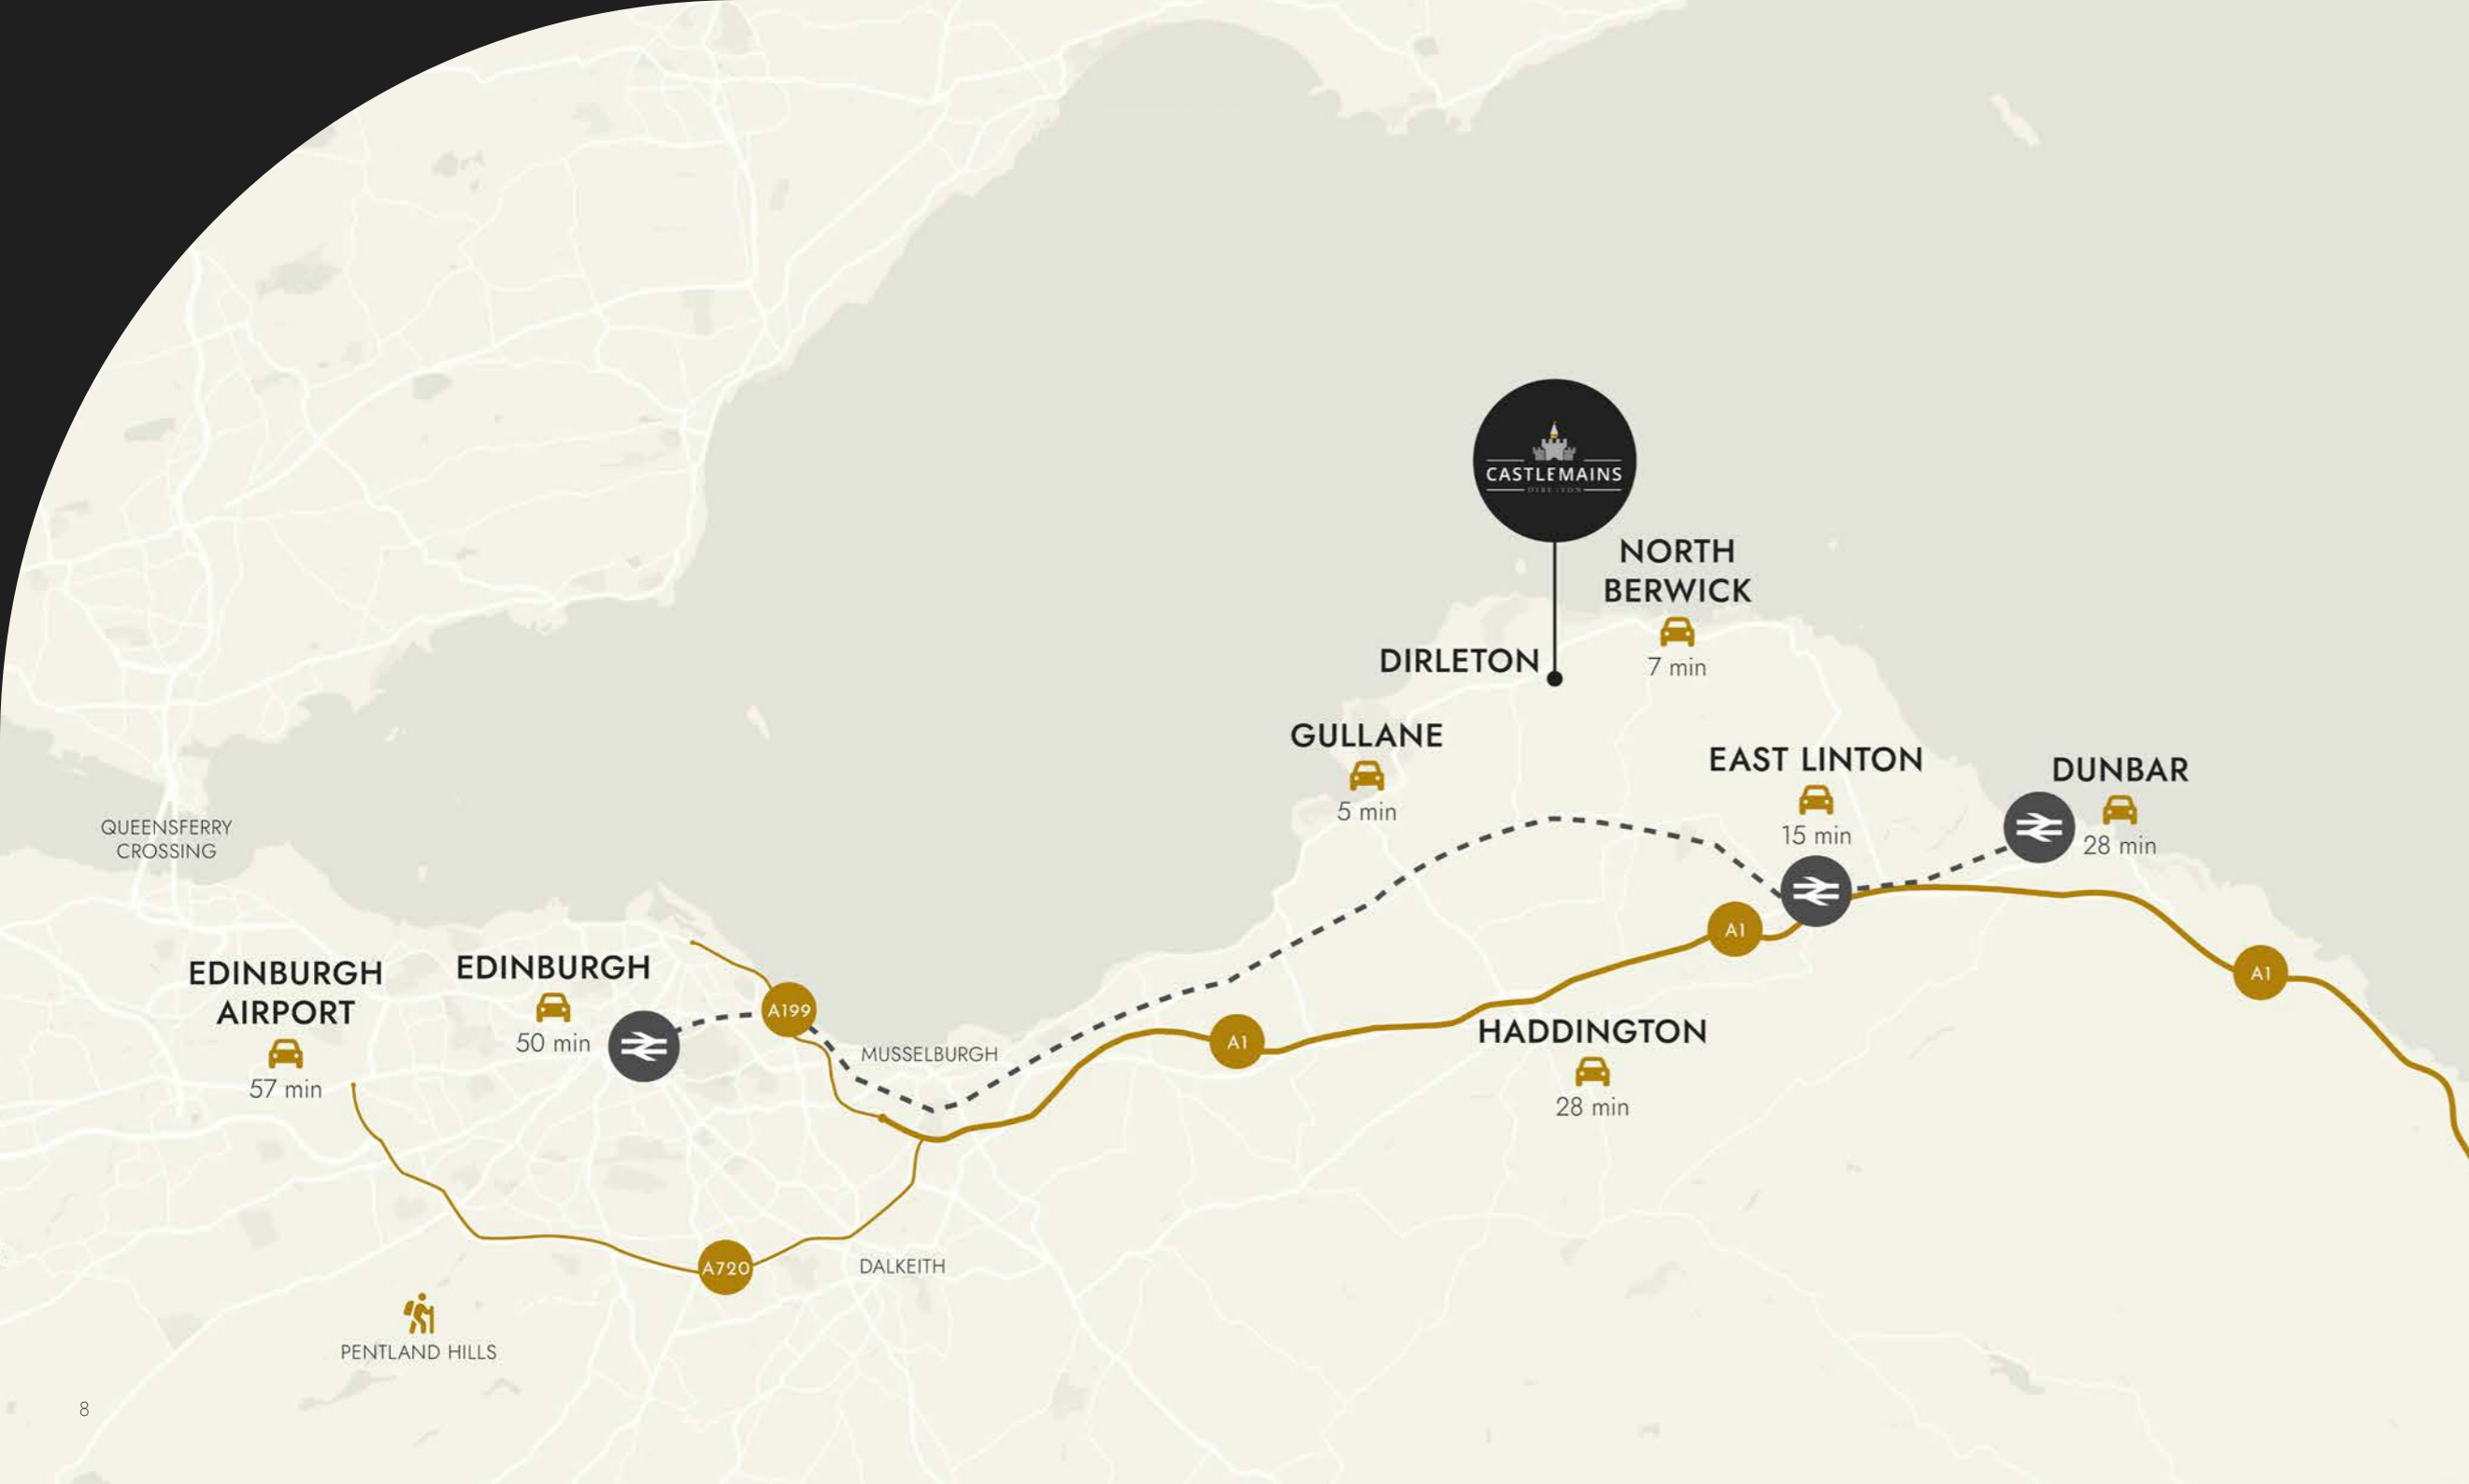 CASTLEMAINS
DIRLETON
NORTH
BERWICK
7 min
DIRLETON
GULLANE
5 min
EAST LINTON
15 min
DUNBAR
28 min
QUEENSFERRY
CROSSING
A1
A1
EDINBURGH
AIRPORT
57 min
EDINBURGH
50 min
A199
MUSSELBURGH
A1
HADDINGTON
28 min
A720
DALKEITH
PENTLAND HILLS
8